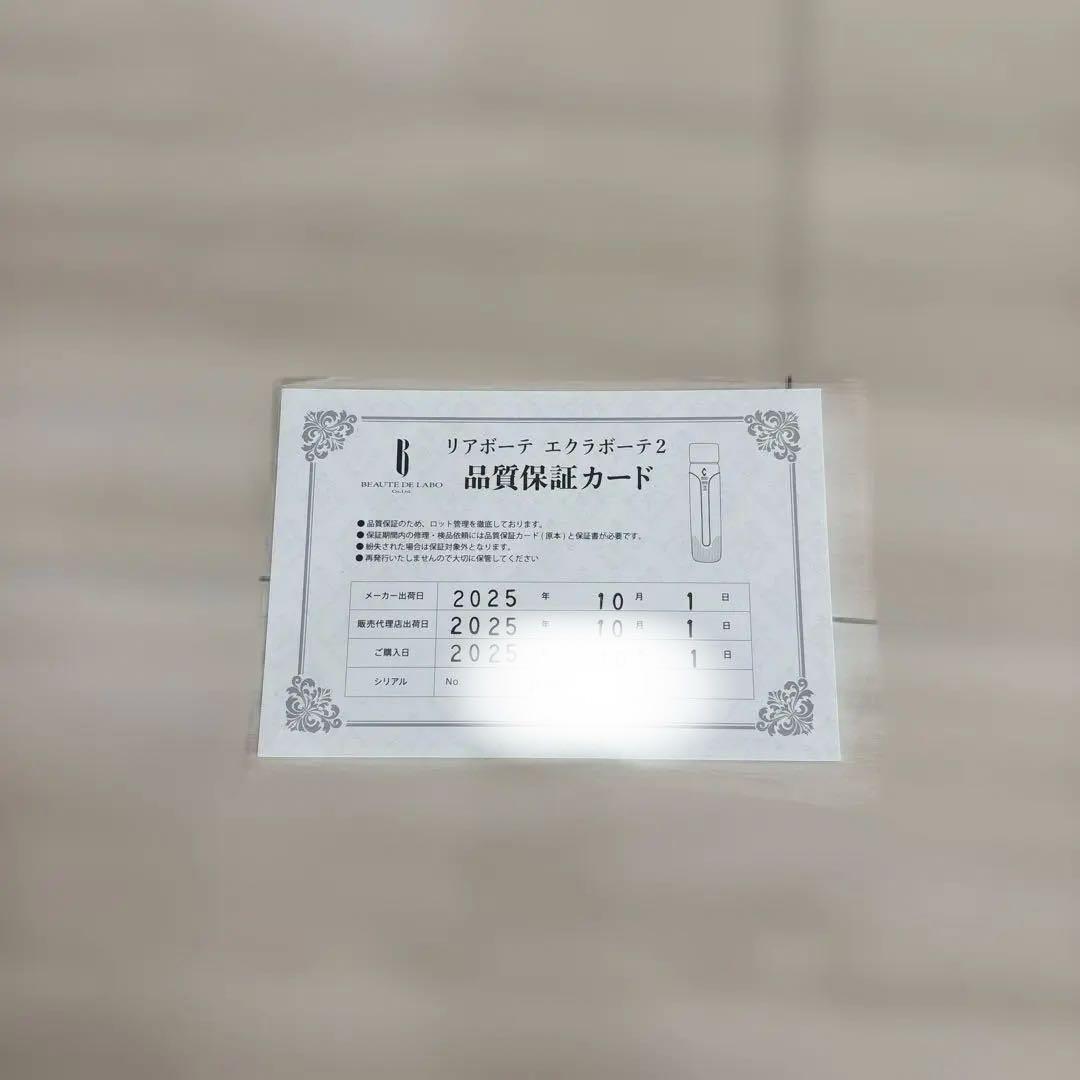 B
BEAUTE DE LABO
Co.,Ltd.
リアボーテ エクラボーテ2
品質保証カード
●品質保証のため、ロット管理を徹底しております。
●保証期間内の修理・検品依頼には品質保証カード(原本)と保証書が必要です。
●紛失された場合は保証対象外となります。
●再発行いたしませんので大切に保管してください
メーカー出荷日 2025 年 10 月 1 日
販売代理店出荷日 2025 年 10 月 1 日
ご購入日 2025 10 1 日
シリアル No